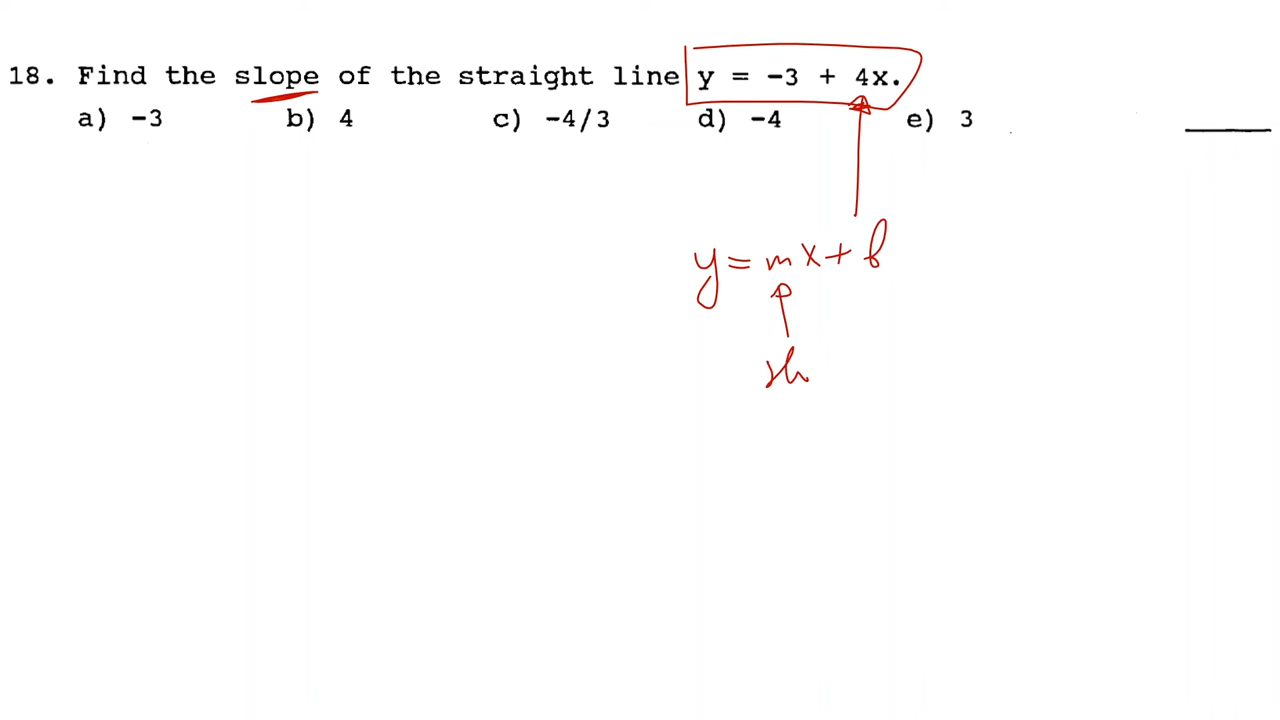 18. Find the slope of the straight line y = -3 + 4x.
a) -3 b) 4 c) -4/3 d) -4 e) 3
y = mx + b